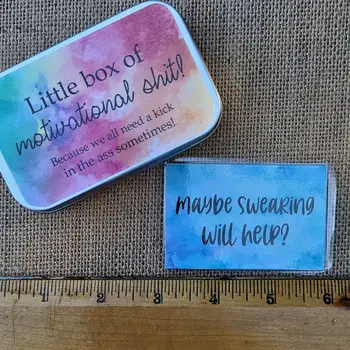 Little box of
motivational shit!
Because we all need a kick
in the ass sometimes!
maybe swearing
will help?
1 2 3 4 5 6